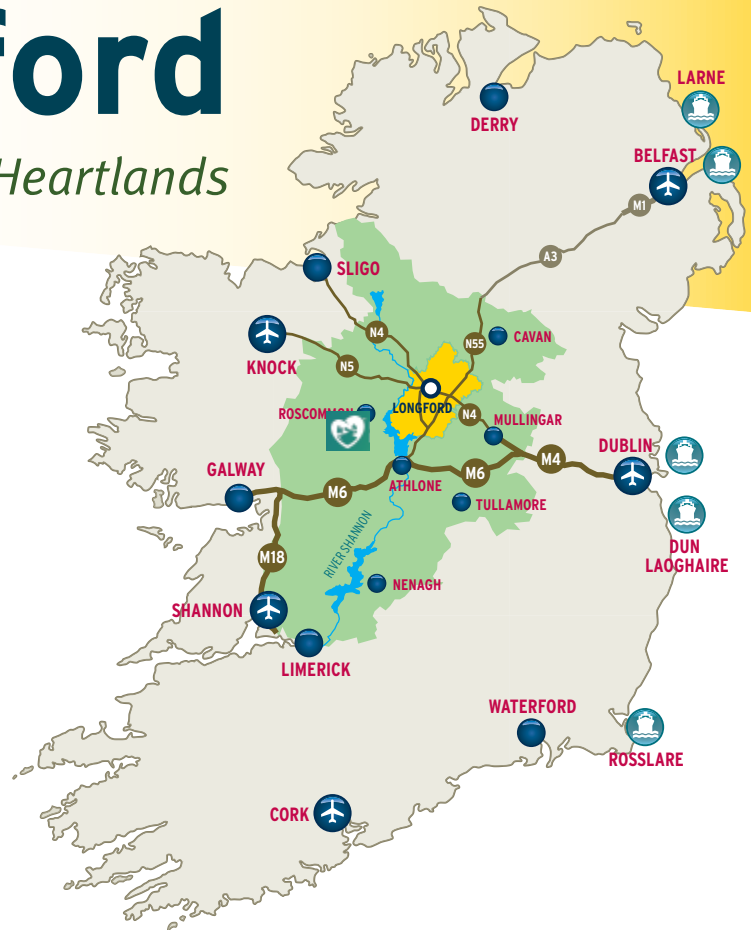 ford
Heartlands
LARNE
DERRY
BELFAST
M1
A3
SLIGO
N4
N55
CAVAN
KNOCK
N5
LONGFORD
ROSCOMMON
N4
MULLINGAR
DUBLIN
M4
GALWAY
M6
M6
ATHLONE
TULLAMORE
RIVER SHANNON
DUN
LAOGHAIRE
M18
NENAGH
SHANNON
LIMERICK
WATERFORD
ROSSLARE
CORK